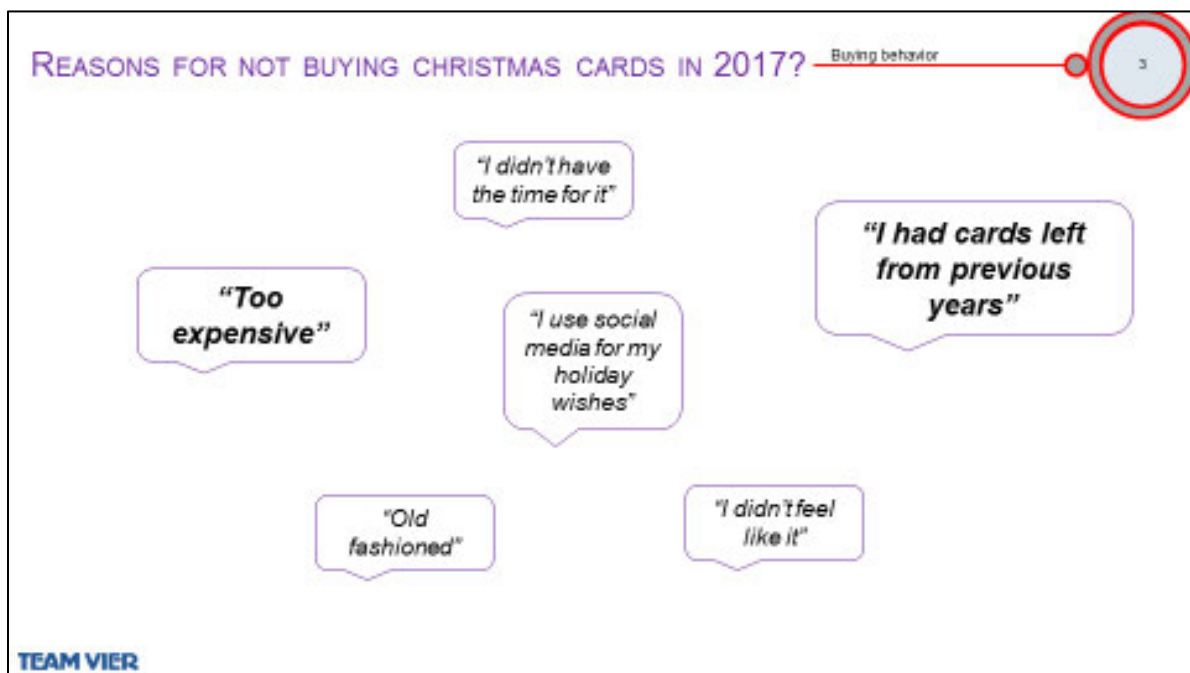 REASONS FOR NOT BUYING CHRISTMAS CARDS IN 2017?
Buying behavior
3
“I didn’t have
the time for it”
“I had cards left
from previous
years”
“Too
expensive”
“I use social
media for my
holiday
wishes”
“Old
fashioned”
“I didn’t feel
like it”
TEAM VIER